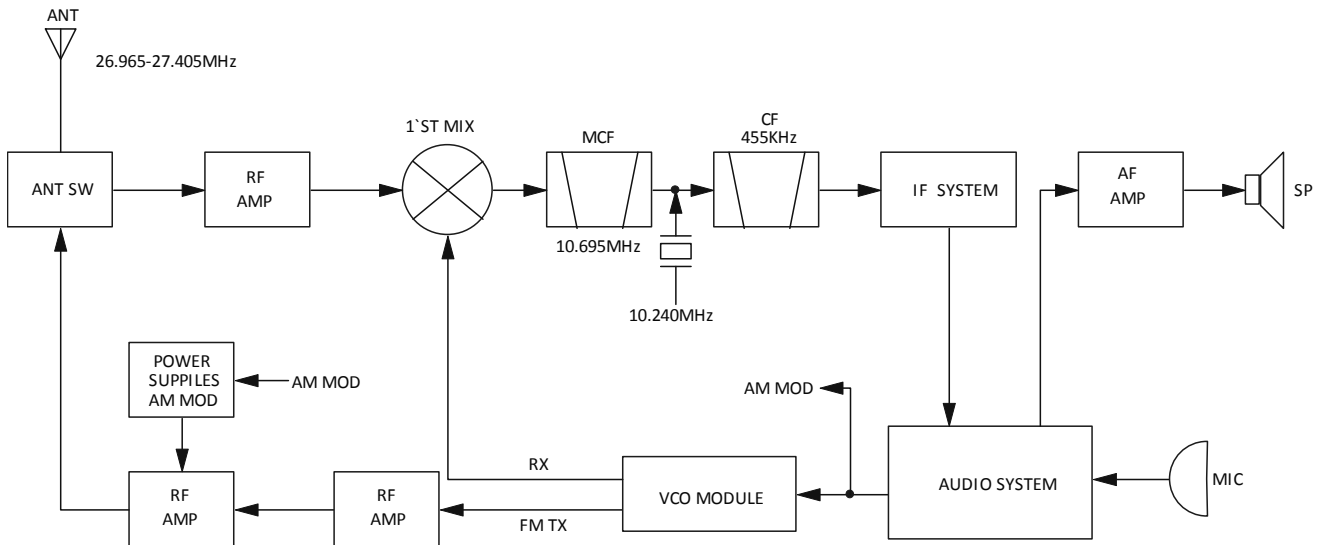 ANT
26.965-27.405MHz
1`ST MIX
MCF
CF
455KHz
ANT SW
RF
AMP
IF SYSTEM
AF
AMP
SP
10.695MHz
10.240MHz
POWER
SUPPILES
AM MOD
AM MOD
AM MOD
RX
FM TX
RF
AMP
RF
AMP
VCO MODULE
AUDIO SYSTEM
MIC